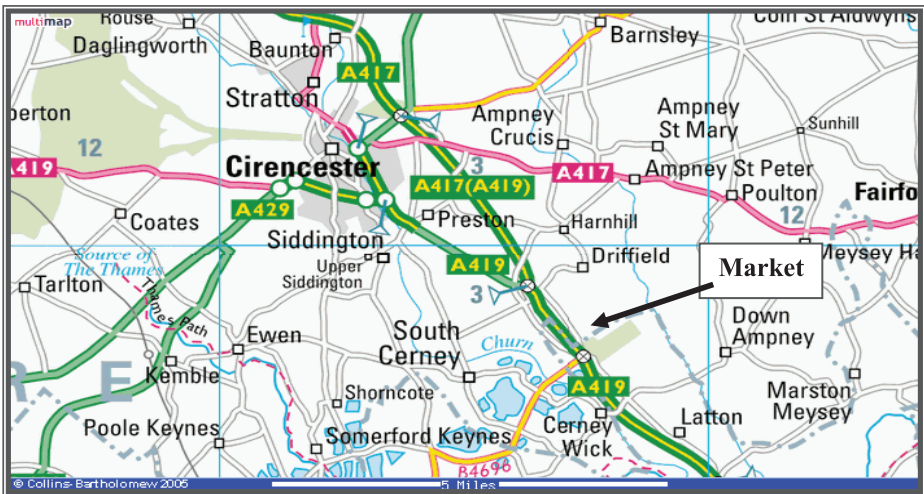 multimap
Rouse
Daglingworth
Baunton
Barnsley
Coln St Aldwyns
A417
Stratton
perton
12
Ampney
Crucis
Ampney
St Mary
Sunhill
A419
Cirencester
3
A417
Ampney St Peter
Poulton
A417(A419)
Fairfo
A429
Coates
Preston
Harnhill
12
Siddington
Source of
The Thames
Upper
Siddington
A419
Driffield
Meysey Ha
Market
Tarlton
3
Thames Path
Ewen
South
Cerney
Churn
Down
Ampney
R E
Kemble
Shorncote
A419
Marston
Meysey
Poole Keynes
Somerford Keynes
Cerney
Wick
Latton
B4696
© Collins-Bartholomew 2005
5 Miles